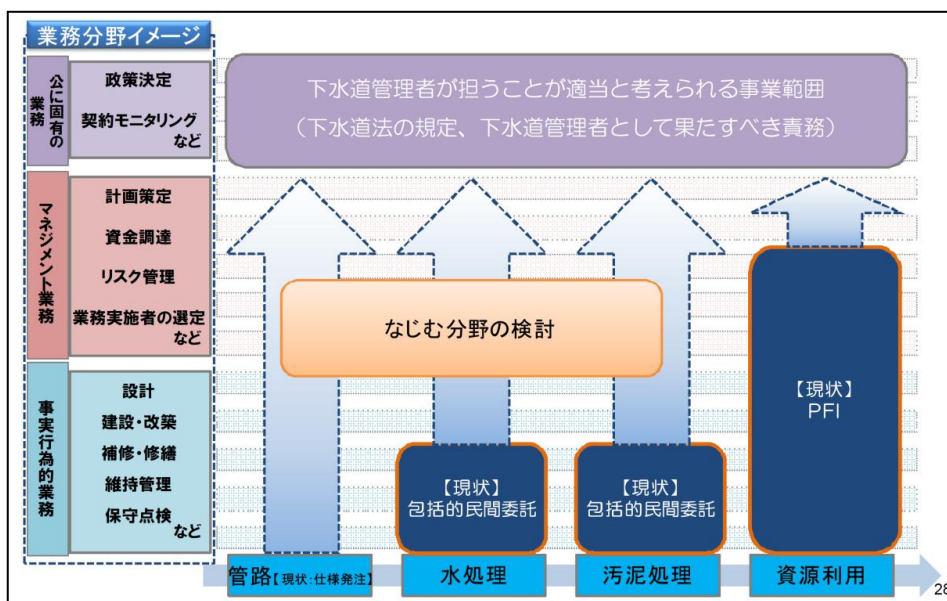 業務分野イメージ
公に固有の
業務
政策決定
契約モニタリング
など
下水道管理者が担うことが適当と考えられる事業範囲
（下水道法の規定、下水道管理者として果たすべき責務）
マネジメント業務
計画策定
資金調達
リスク管理
業務実施者の選定
など
なじむ分野の検討
事実行為的業務
設計
建設・改築
補修・修繕
維持管理
保守点検
など
【現状】
包括的民間委託
【現状】
包括的民間委託
【現状】
PFI
管路【現状：仕様発注】
水処理
汚泥処理
資源利用
28